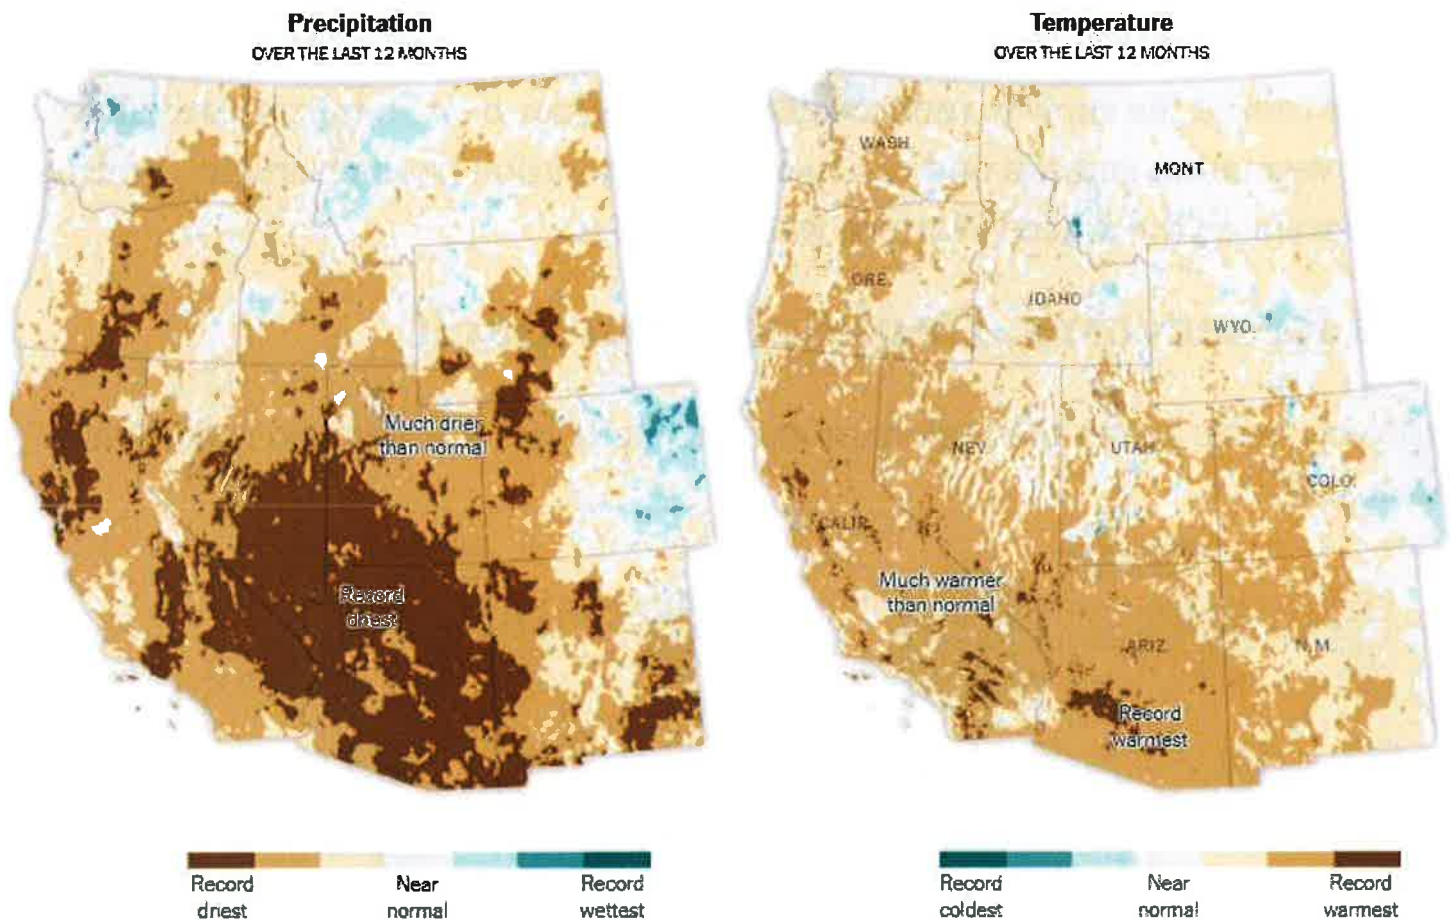 Precipitation
OVER THE LAST 12 MONTHS
Much drier
than normal
Record
driest
Record
driest
Near
normal
Record
wettest
Temperature
OVER THE LAST 12 MONTHS
WASH.
MONT
ORE.
IDAHO
WYO.
NEV.
UTAH
COLO.
CALIF.
Much warmer
than normal
ARIZ.
N.M.
Record
warmest
Record
coldest
Near
normal
Record
warmest